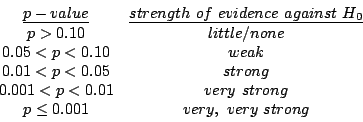 p − value strength of evidence against H₀
p > 0.10 little/none
0.05 < p < 0.10 weak
0.01 < p < 0.05 strong
0.001 < p < 0.01 very strong
p ≤ 0.001 very, very strong